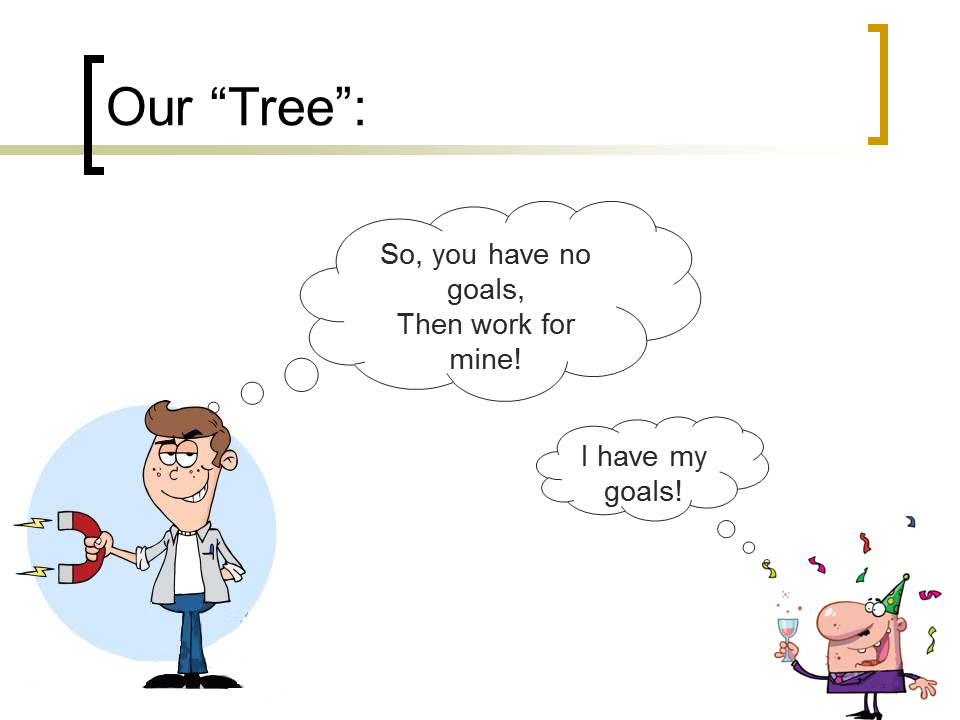 Our “Tree”:
So, you have no
goals,
Then work for
mine!
I have my
goals!